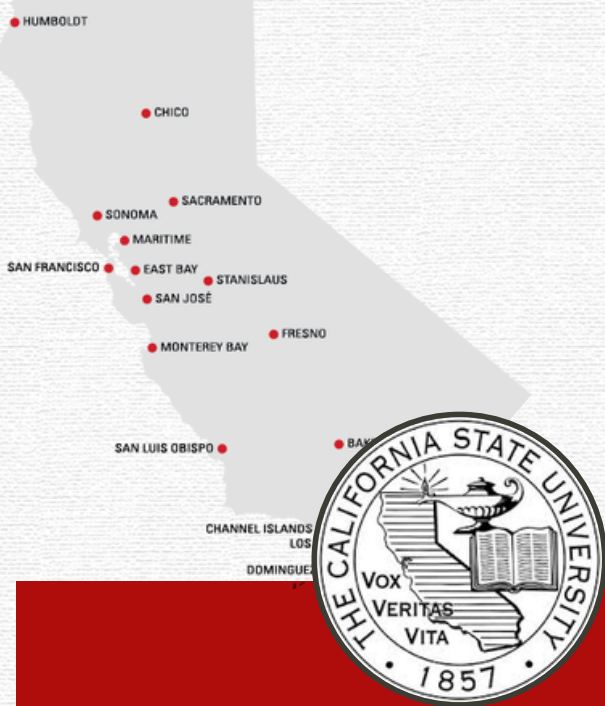 HUMBOLDT
CHICO
SACRAMENTO
SONOMA
MARITIME
SAN FRANCISCO
EAST BAY
STANISLAUS
SAN JOSÉ
FRESNO
MONTEREY BAY
SAN LUIS OBISPO
CHANNEL ISLANDS
LOS
THE CALIFORNIA STATE UNIVERSITY
VOX
VERITAS
VITA
• 1857 •